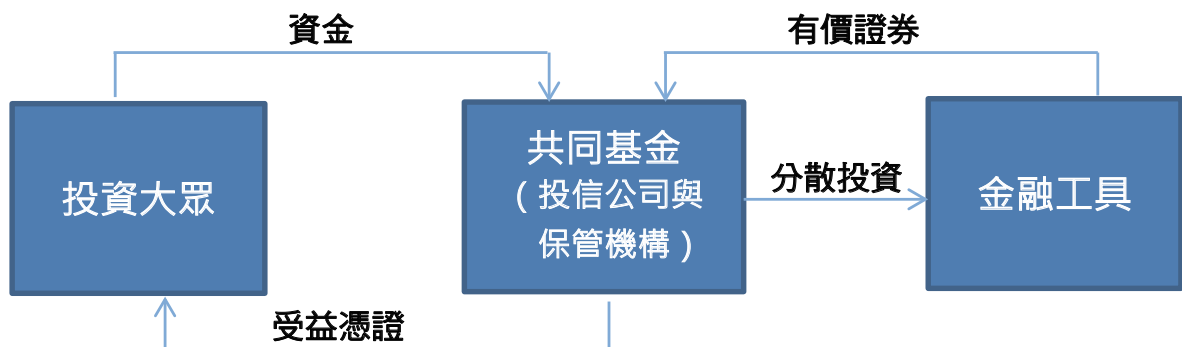 資金
有價證券
投資大眾
共同基金
（投信公司與
保管機構）
分散投資
金融工具
受益憑證